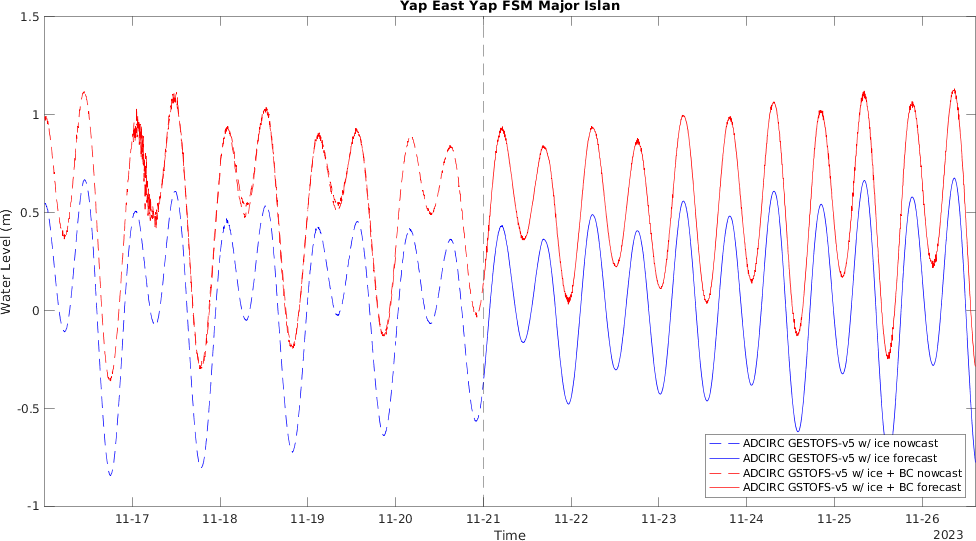 Yap East Yap FSM Major Islan
1.5
1
0.5
0
-0.5
-1
Water Level (m)
ADCIRC GESTOFS-v5 w/ ice nowcast
ADCIRC GESTOFS-v5 w/ ice forecast
ADCIRC GSTOFS-v5 w/ ice + BC nowcast
ADCIRC GSTOFS-v5 w/ ice + BC forecast
11-17 11-18 11-19 11-20 11-21 11-22 11-23 11-24 11-25 11-26
Time
2023